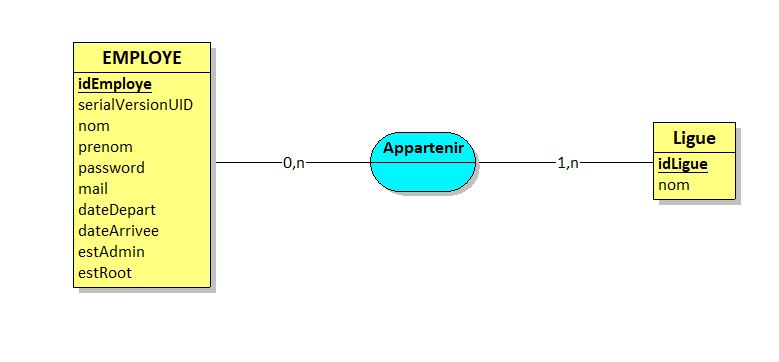 EMPLOYE
idEmploye
serialVersionUID
nom
prenom
password
mail
dateDepart
dateArrivee
estAdmin
estRoot
0,n
Appartenir
1,n
Ligue
idLigue
nom